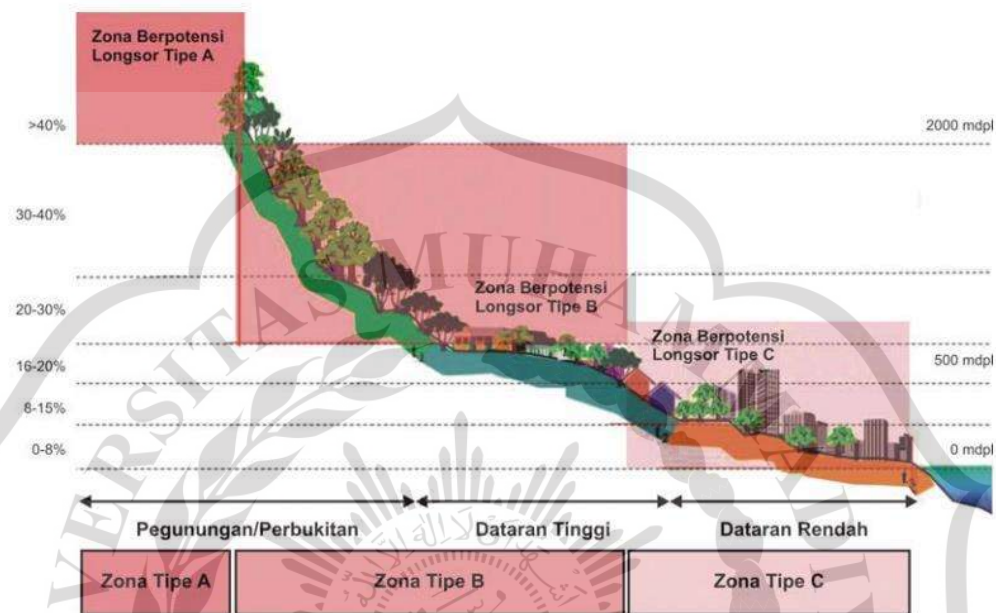 Zona Berpotensi
Longsor Tipe A
>40%
2000 mdpl
30-40%
MUH
VERSITAS
Zona Berpotensi
Longsor Tipe B
20-30%
Zona Berpotensi
Longsor Tipe C
16-20%
500 mdpl
8-15%
0-8%
0 mdpl
Pegunungan/Perbukitan
Dataran Tinggi
Dataran Rendah
Zona Tipe A
Zona Tipe B
Zona Tipe C